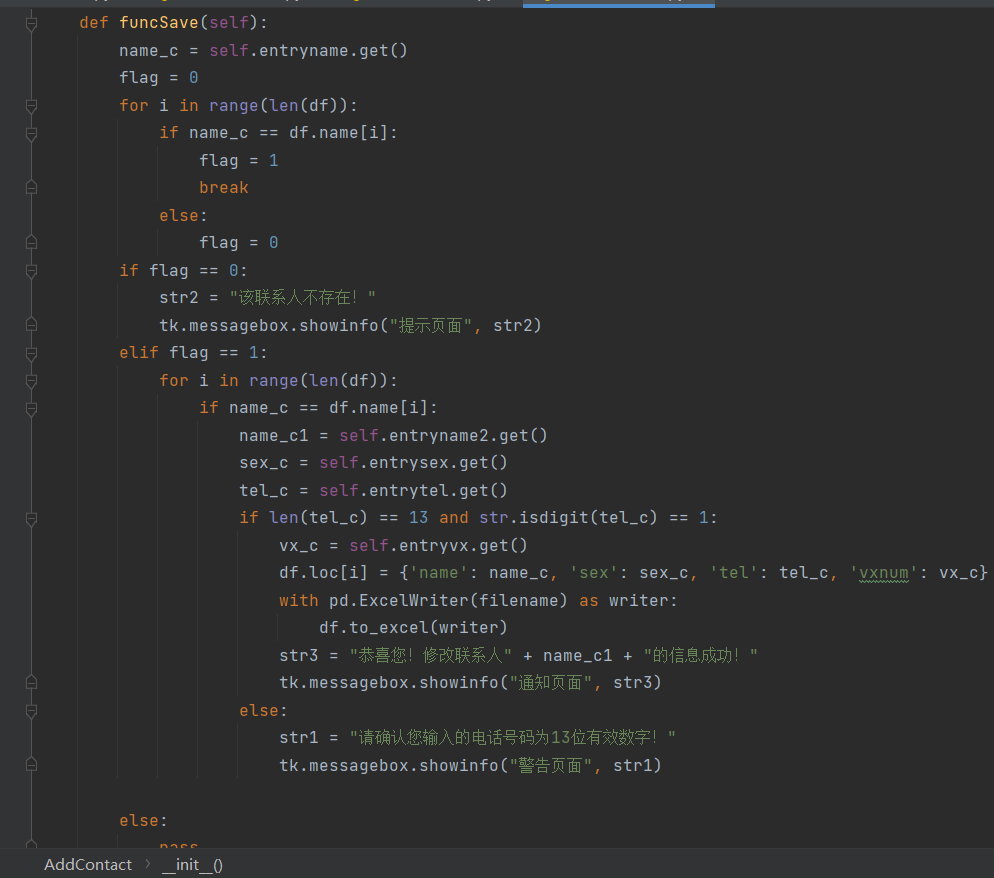 def funcSave(self):
    name_c = self.entryname.get()
    flag = 0
    for i in range(len(df)):
        if name_c == df.name[i]:
            flag = 1
            break
        else:
            flag = 0
    if flag == 0:
        str2 = "该联系人不存在！"
        tk.messagebox.showinfo("提示页面", str2)
    elif flag == 1:
        for i in range(len(df)):
            if name_c == df.name[i]:
                name_c1 = self.entryname2.get()
                sex_c = self.entrysex.get()
                tel_c = self.entrytel.get()
                if len(tel_c) == 13 and str.isdigit(tel_c) == 1:
                    vx_c = self.entryvx.get()
                    df.loc[i] = {'name': name_c, 'sex': sex_c, 'tel': tel_c, 'vxnum': vx_c}
                    with pd.ExcelWriter(filename) as writer:
                        df.to_excel(writer)
                    str3 = "恭喜您！修改联系人" + name_c1 + "的信息成功！"
                    tk.messagebox.showinfo("通知页面", str3)
                else:
                    str1 = "请确认您输入的电话号码为13位有效数字！"
                    tk.messagebox.showinfo("警告页面", str1)
    else:
        pass
AddContact › __init__()